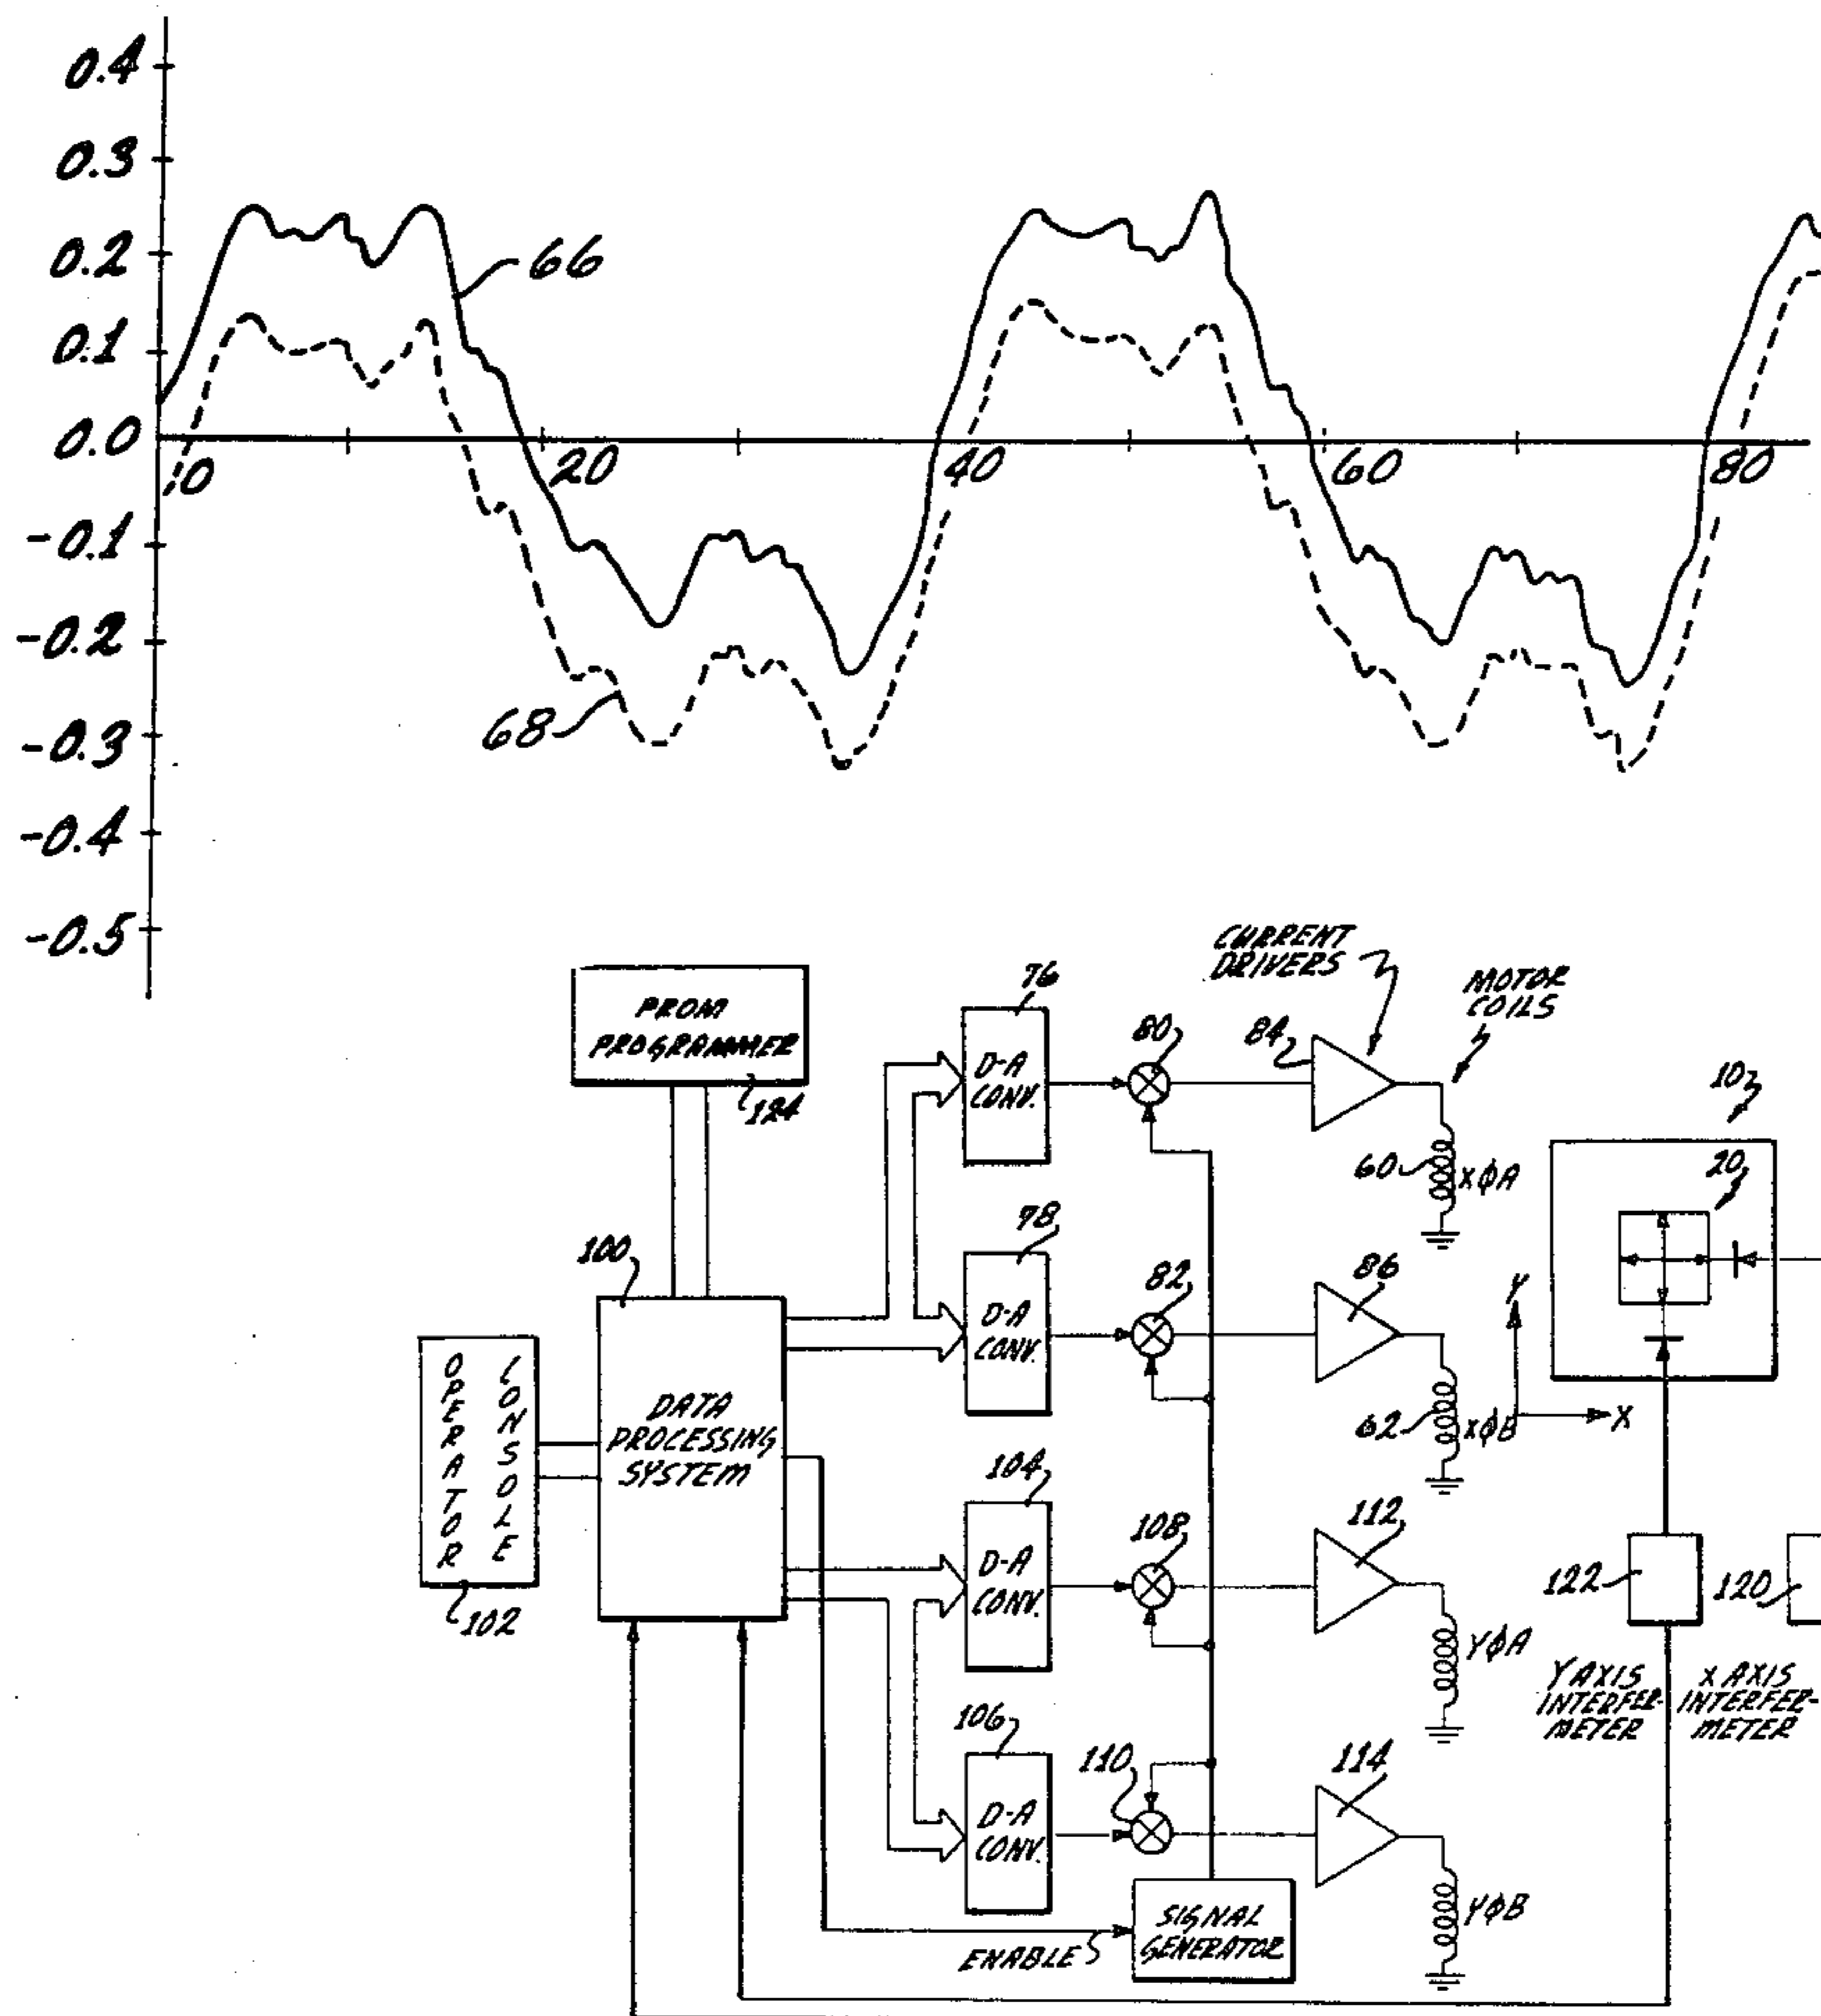 0.4
0.3
0.2
0.1
0.0
-0.1
-0.2
-0.3
-0.4
-0.5
0
20
40
60
80
66
68
CURRENT
DRIVERS
MOTOR
COILS
PROM
PROGRAMMER
124
76
D-A
CONV.
80
84
60
XΦA
10
20
78
D-A
CONV.
82
86
62
XΦB
Y
X
100
DATA
PROCESSING
SYSTEM
OPERATOR
CONSOLE
102
104
D-A
CONV.
108
112
YΦA
122
120
Y AXIS
INTERFER-
METER
X AXIS
INTERFER-
METER
106
D-A
CONV.
110
114
YΦB
SIGNAL
GENERATOR
ENABLE